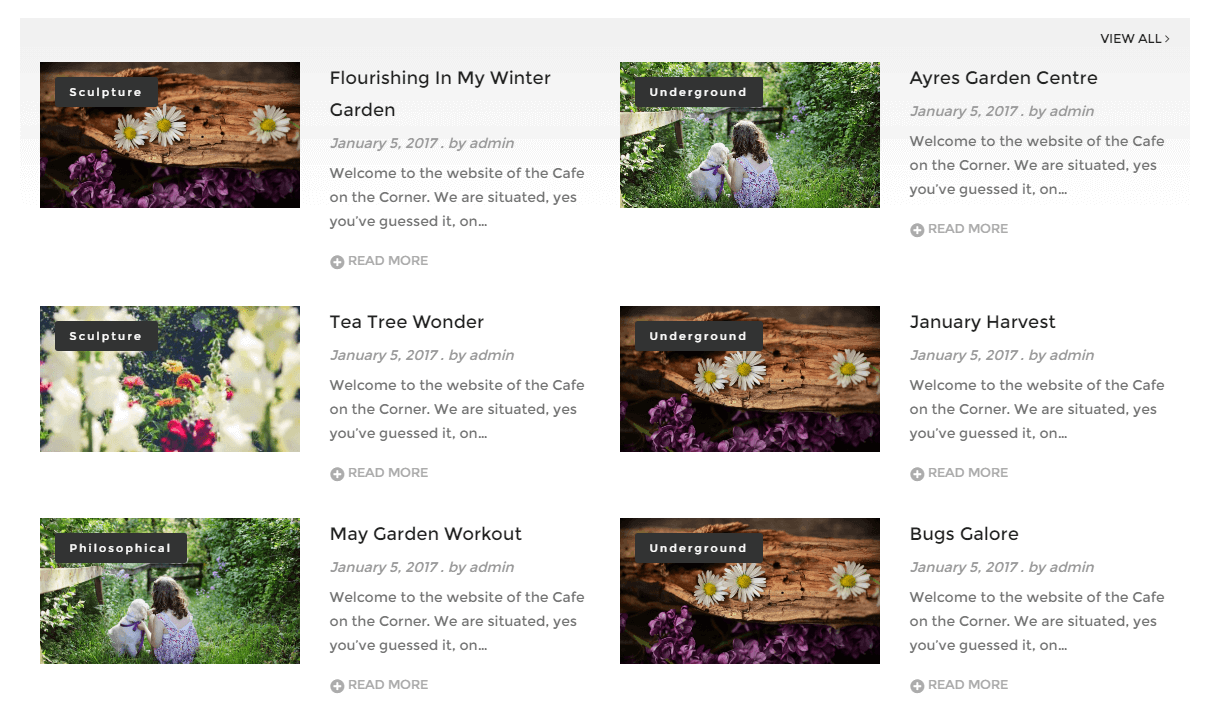 VIEW ALL >
Sculpture
Flourishing In My Winter
Garden
January 5, 2017 . by admin
Welcome to the website of the Cafe
on the Corner. We are situated, yes
you’ve guessed it, on…
READ MORE
Underground
Ayres Garden Centre
January 5, 2017 . by admin
Welcome to the website of the Cafe
on the Corner. We are situated, yes
you’ve guessed it, on…
READ MORE
Sculpture
Tea Tree Wonder
January 5, 2017 . by admin
Welcome to the website of the Cafe
on the Corner. We are situated, yes
you’ve guessed it, on…
READ MORE
Underground
January Harvest
January 5, 2017 . by admin
Welcome to the website of the Cafe
on the Corner. We are situated, yes
you’ve guessed it, on…
READ MORE
Philosophical
May Garden Workout
January 5, 2017 . by admin
Welcome to the website of the Cafe
on the Corner. We are situated, yes
you’ve guessed it, on…
READ MORE
Underground
Bugs Galore
January 5, 2017 . by admin
Welcome to the website of the Cafe
on the Corner. We are situated, yes
you’ve guessed it, on…
READ MORE